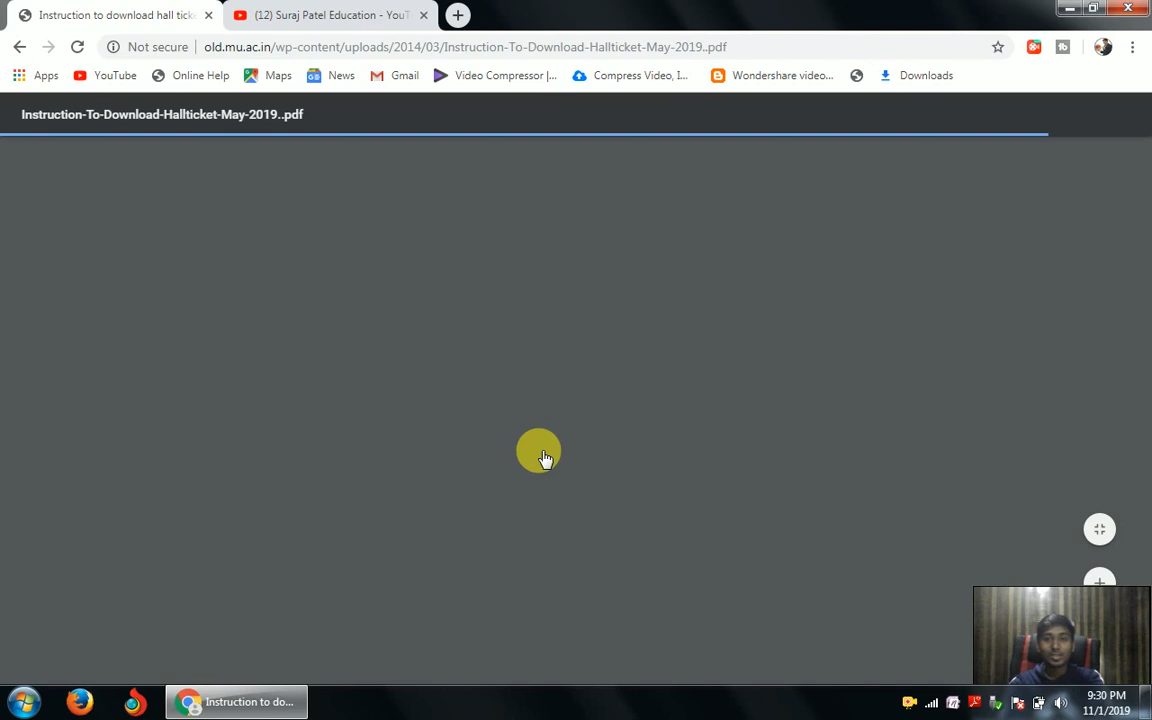 Instruction to download hall ticke
(12) Suraj Patel Education - YouT
Not secure
old.mu.ac.in/wp-content/uploads/2014/03/Instruction-To-Download-Hallticket-May-2019..pdf
Apps
YouTube
Online Help
Maps
News
Gmail
Video Compressor |...
Compress Video, I...
Wondershare video...
Downloads
Instruction-To-Download-Hallticket-May-2019..pdf
Instruction to do...
9:30 PM
11/1/2019